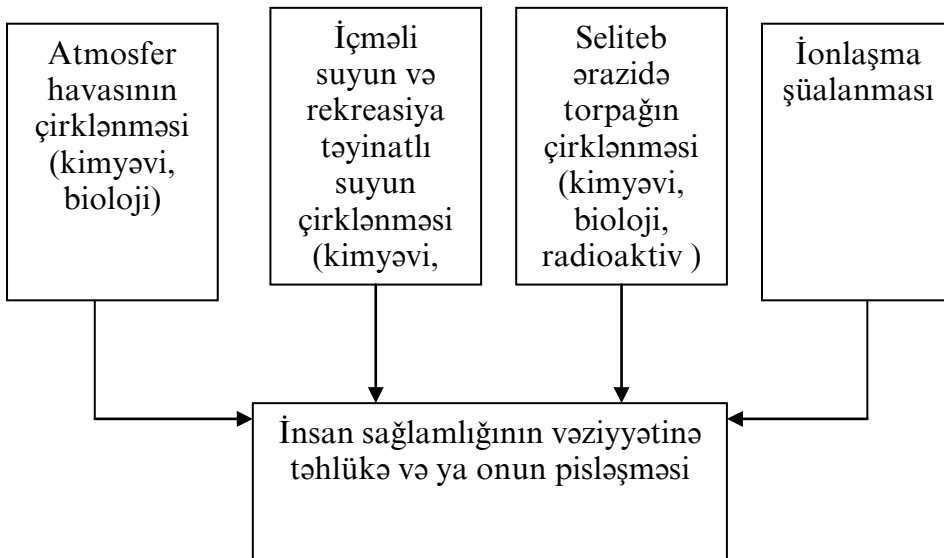 Atmosfer
havasının
çirklənməsi
(kimyəvi,
bioloji)
İçməli
suyun və
rekreasiya
təyinatlı
suyun
çirklənməsi
(kimyəvi,
Seliteb
ərazidə
torpağın
çirklənməsi
(kimyəvi,
bioloji,
radioaktiv )
İonlaşma
şüalanması
İnsan sağlamlığının vəziyyətinə
təhlükə və ya onun pisləşməsi